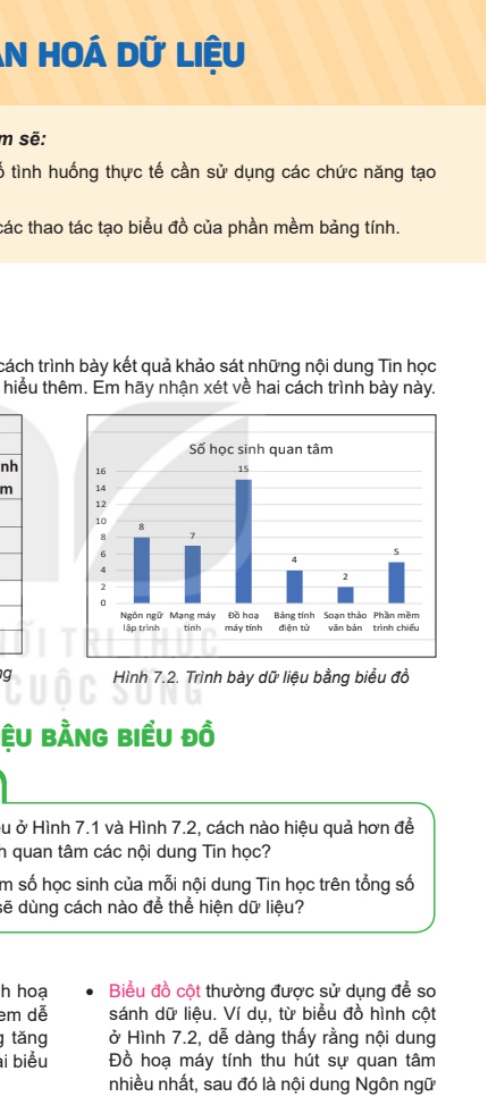 N HOÁ DỮ LIỆU
m sẽ:
tình huống thực tế cần sử dụng các chức năng tạo
các thao tác tạo biểu đồ của phần mềm bảng tính.
cách trình bày kết quả khảo sát những nội dung Tin học
hiểu thêm. Em hãy nhận xét về hai cách trình bày này.
nh
m
Số học sinh quan tâm
16
14
12
10
8
6
4
2
0
8
7
15
4
2
5
Ngôn ngữ lập trình
Mạng máy tính
Đồ hoạ máy tính
Bảng tính điện tử
Soạn thảo văn bản
Phần mềm trình chiếu
ng
Hình 7.2. Trình bày dữ liệu bằng biểu đồ
ỐI TRI THỨC
CUỘC SỐNG
ỆU BẰNG BIỂU ĐỒ
u ở Hình 7.1 và Hình 7.2, cách nào hiệu quả hơn để
h quan tâm các nội dung Tin học?
m số học sinh của mỗi nội dung Tin học trên tổng số
sẽ dùng cách nào để thể hiện dữ liệu?
h hoạ
em dễ
g tăng
ại biểu
• Biểu đồ cột thường được sử dụng để so
sánh dữ liệu. Ví dụ, từ biểu đồ hình cột
ở Hình 7.2, dễ dàng thấy rằng nội dung
Đồ hoạ máy tính thu hút sự quan tâm
nhiều nhất, sau đó là nội dung Ngôn ngữ